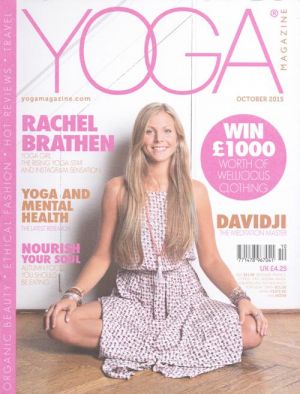 YOGA
®
MAGAZINE
yogamagazine.com
OCTOBER 2015
ORGANIC BEAUTY • ETHICAL FASHION • HOT REVIEWS • TRAVEL
RACHEL
BRATHEN
YOGA GIRL
THE RISING YOGA STAR
AND INSTAGRAM SENSATION
WIN
£1000
WORTH OF
WELLICIOUS
CLOTHING
YOGA AND
MENTAL
HEALTH
THE LATEST RESEARCH
DAVIDJI
THE MEDITATION MASTER
NOURISH
YOUR SOUL
AUTUMN FOODS
YOU SHOULD
BE EATING
UK £4.25